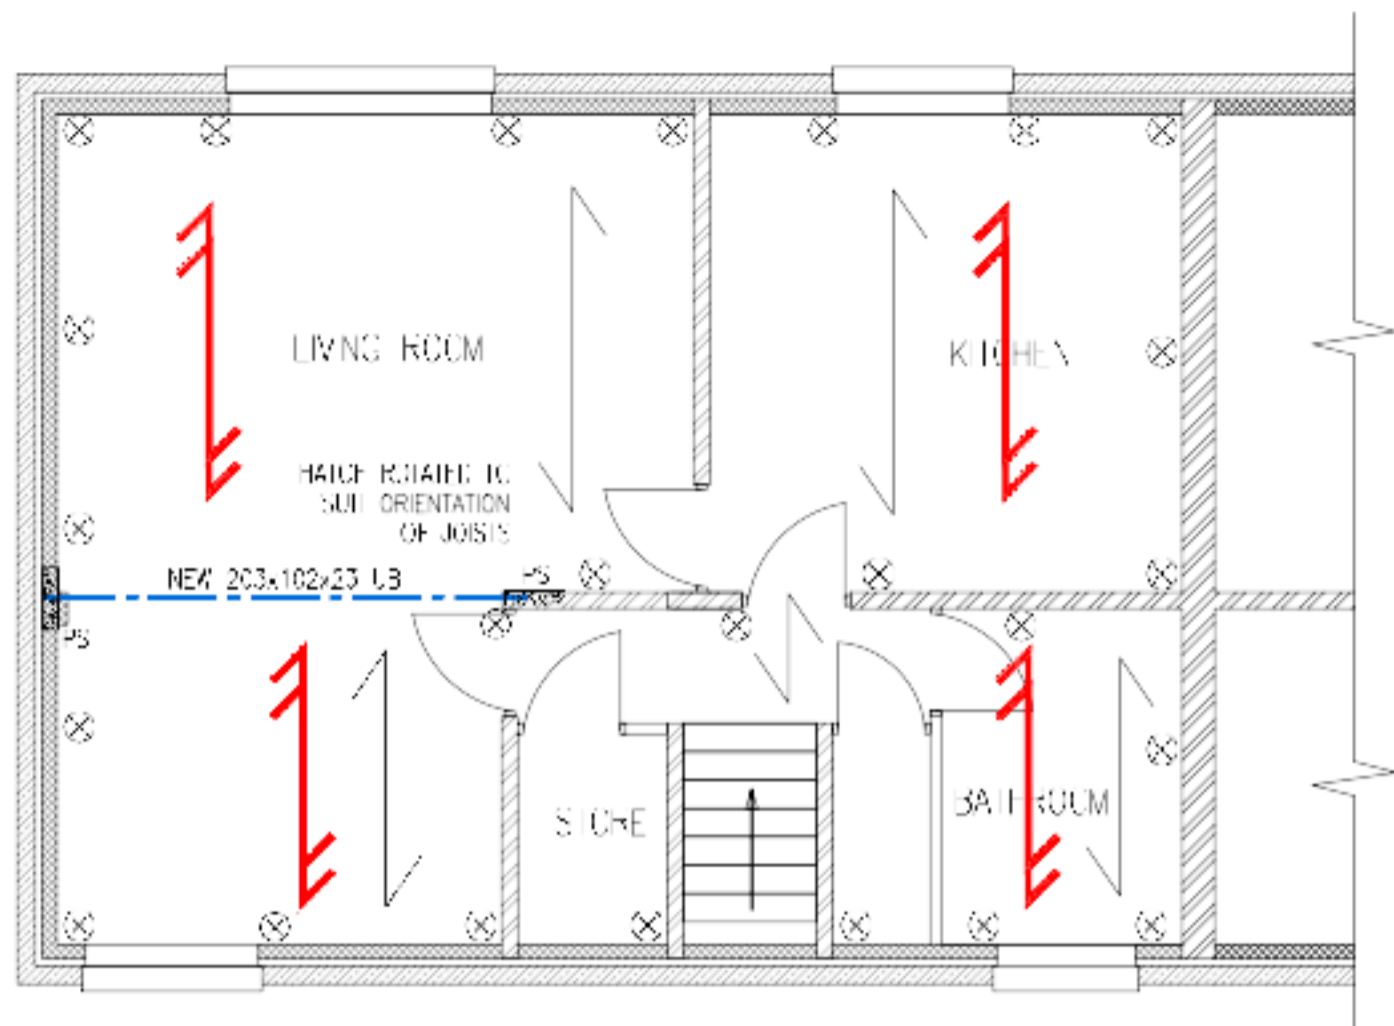 LIVING ROOM
KITCHEN
HATCH ROTATED TO
SUIT ORIENTATION
OF JOISTS
NEW 203x102x23 UB
PS
PS
STORE
BATHROOM